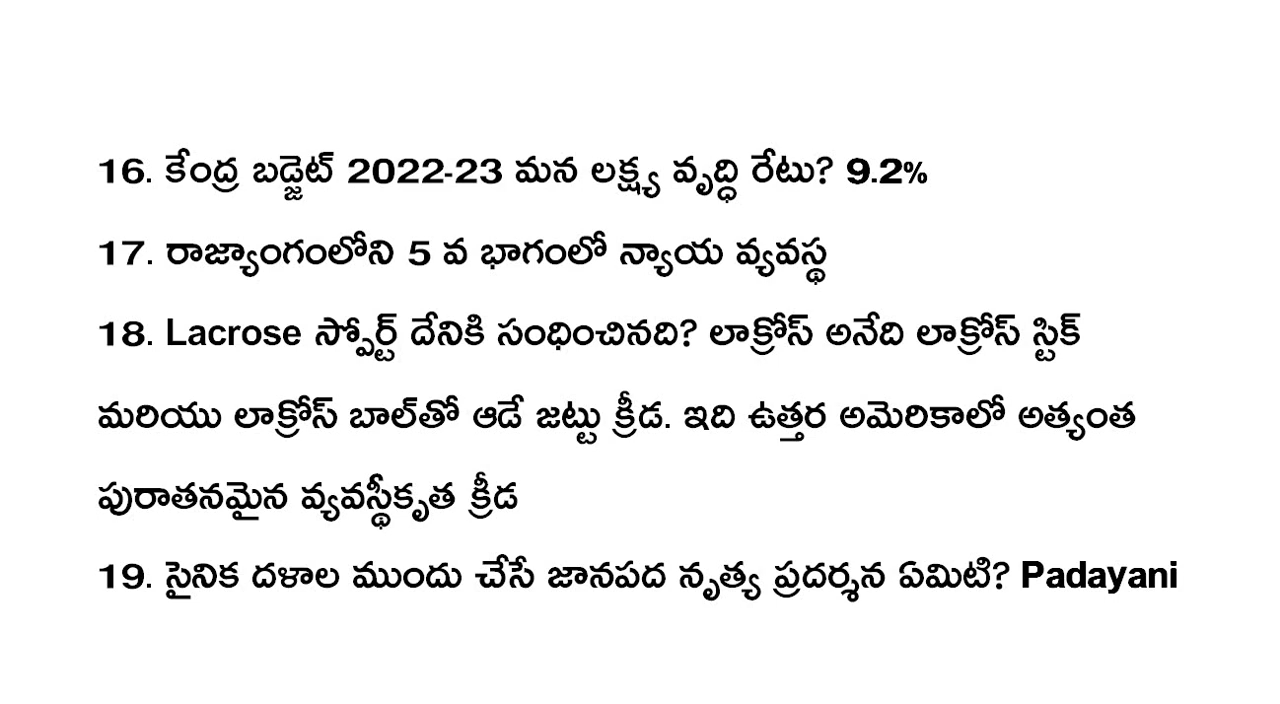 16. కేంద్ర బడ్జెట్ 2022-23 మన లక్ష్య వృద్ధి రేటు? 9.2%
17. రాజ్యాంగంలోని 5 వ భాగంలో న్యాయ వ్యవస్థ
18. Lacrose స్పోర్ట్ దేనికి సంధించినది? లాక్రోస్ అనేది లాక్రోస్ స్టిక్
మరియు లాక్రోస్ బాల్‌తో ఆడే జట్టు క్రీడ. ఇది ఉత్తర అమెరికాలో అత్యంత
పురాతనమైన వ్యవస్థీకృత క్రీడ
19. సైనిక దళాల ముందు చేసే జానపద నృత్య ప్రదర్శన ఏమిటి? Padayani